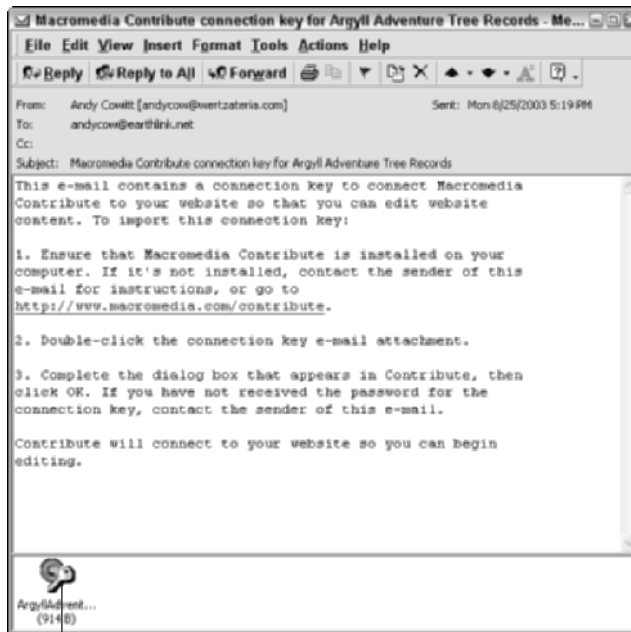 Macromedia Contribute connection key for Argyll Adventure Tree Records - Me...
File Edit View Insert Format Tools Actions Help
Reply Reply to All Forward
From: Andy Cowitt [andycow@wertzateria.com] Sent: Mon 8/25/2003 5:19 PM
To: andycow@earthlink.net
Cc:
Subject: Macromedia Contribute connection key for Argyll Adventure Tree Records
This e-mail contains a connection key to connect Macromedia
Contribute to your website so that you can edit website
content. To import this connection key:
1. Ensure that Macromedia Contribute is installed on your
computer. If it's not installed, contact the sender of this
e-mail for instructions, or go to
http://www.macromedia.com/contribute.
2. Double-click the connection key e-mail attachment.
3. Complete the dialog box that appears in Contribute, then
click OK. If you have not received the password for the
connection key, contact the sender of this e-mail.
Contribute will connect to your website so you can begin
editing.
ArgyllAdvent...
(914 B)